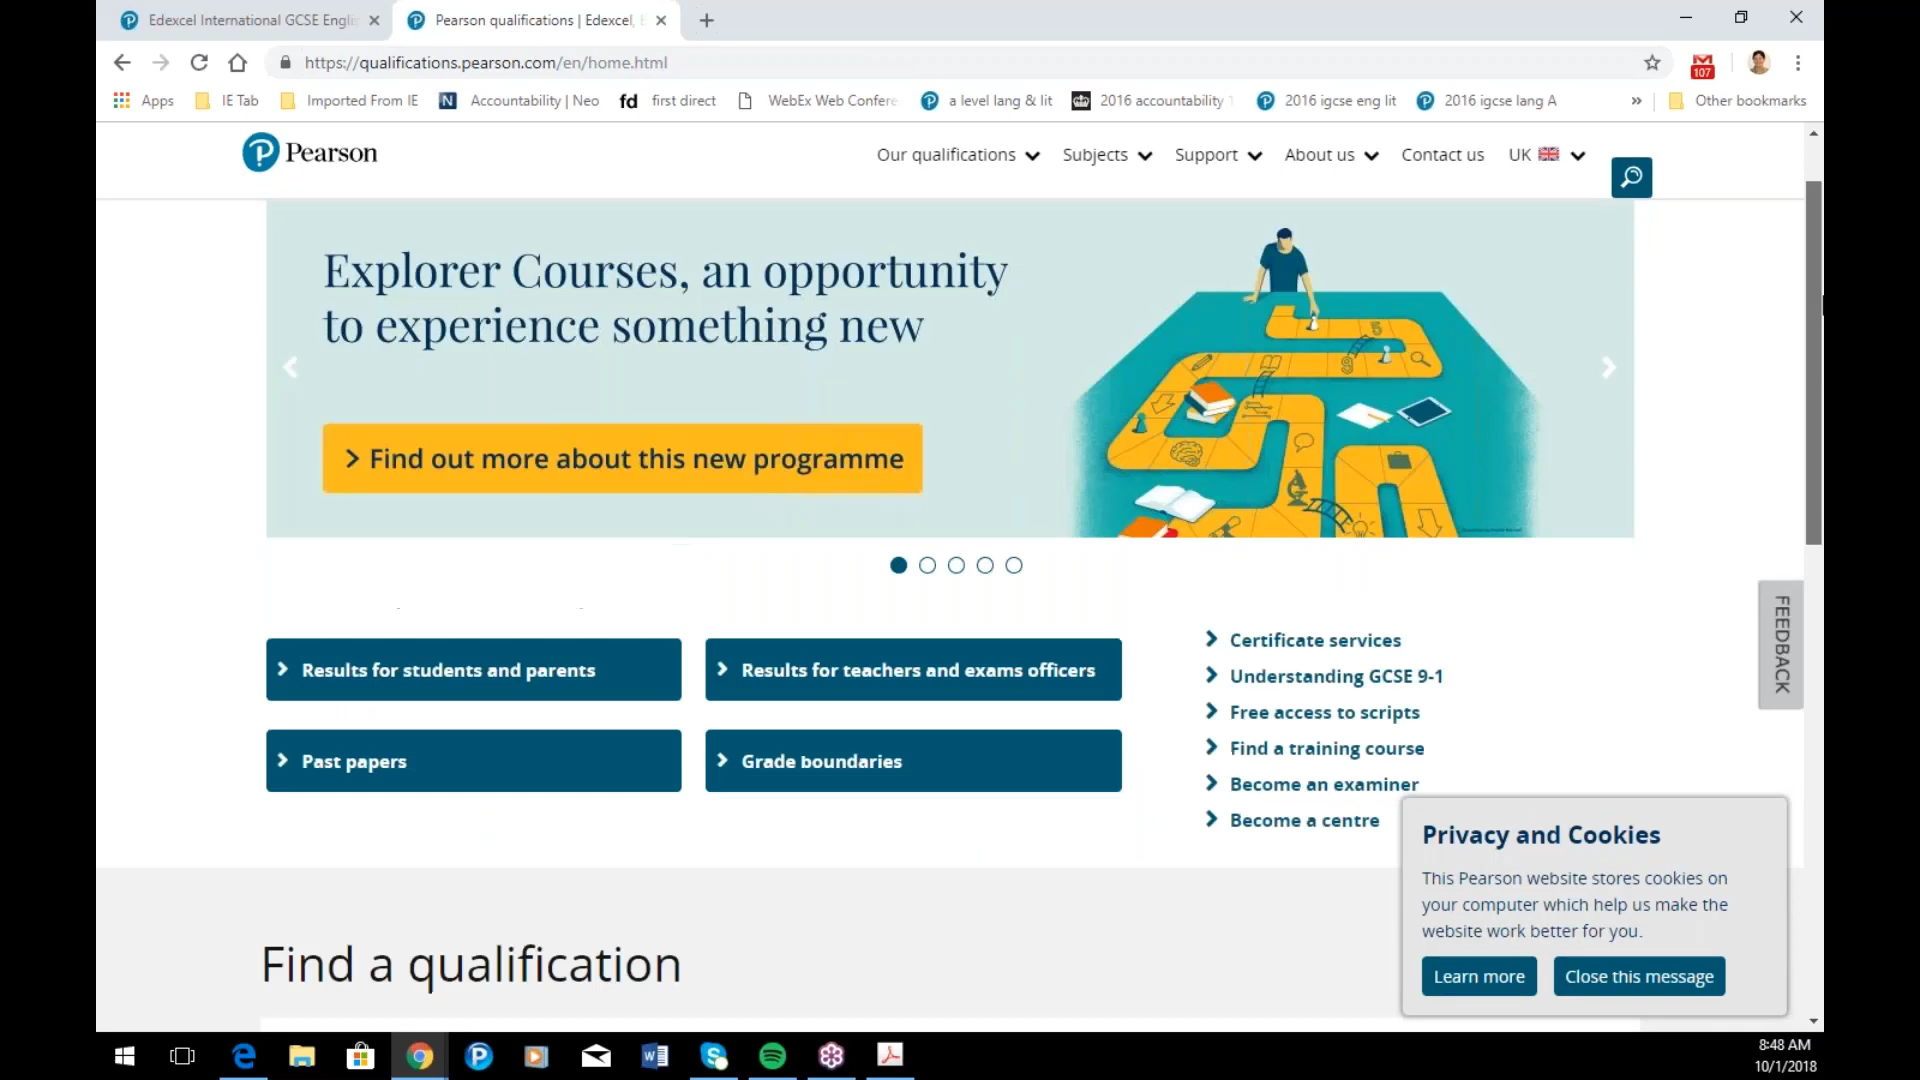 Edexcel International GCSE Engli
Pearson qualifications | Edexcel,
https://qualifications.pearson.com/en/home.html
107
Apps
IE Tab
Imported From IE
Accountability | Neo
fd
first direct
WebEx Web Confere
a level lang & lit
2016 accountability
2016 igcse eng lit
2016 igcse lang A
Other bookmarks
Pearson
Our qualifications
Subjects
Support
About us
Contact us
UK
Explorer Courses, an opportunity
to experience something new
> Find out more about this new programme
FEEDBACK
Results for students and parents
Results for teachers and exams officers
Past papers
Grade boundaries
Certificate services
Understanding GCSE 9-1
Free access to scripts
Find a training course
Become an examiner
Become a centre
Privacy and Cookies
This Pearson website stores cookies on
your computer which help us make the
website work better for you.
Learn more
Close this message
Find a qualification
8:48 AM
10/1/2018